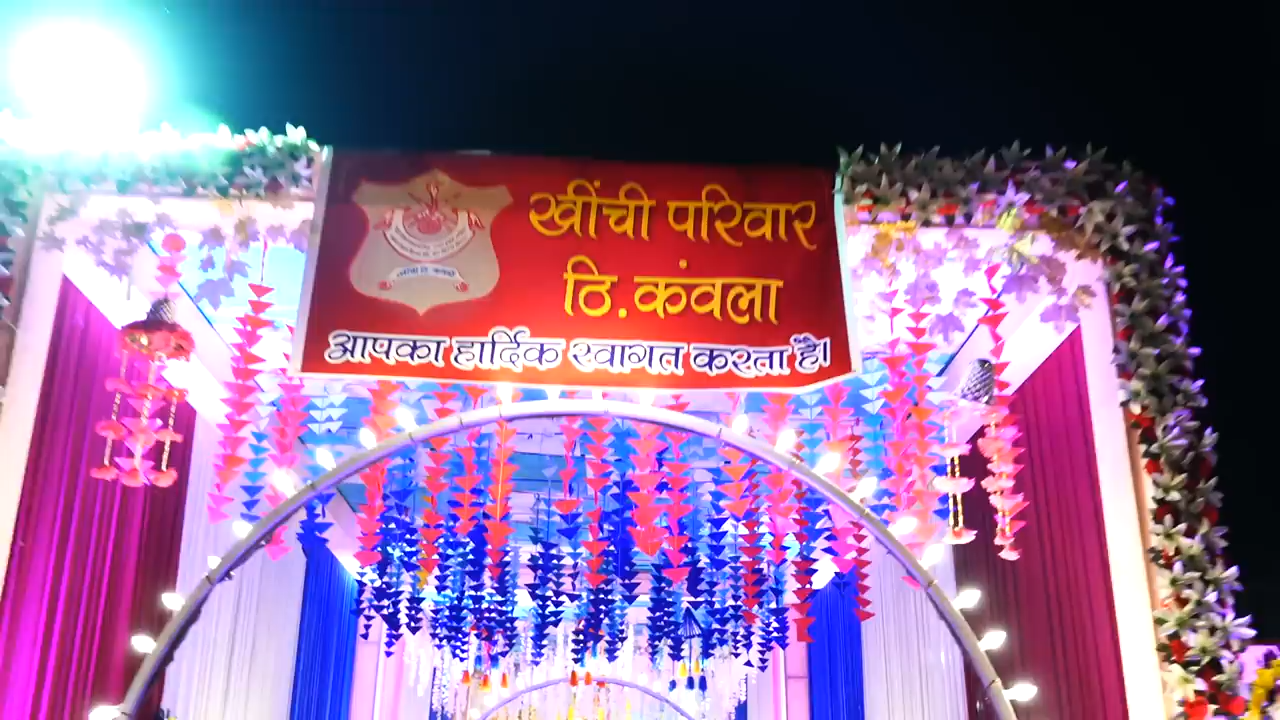 खींची परिवार
ठि.कंवला
आपका हार्दिक स्वागत करता है।